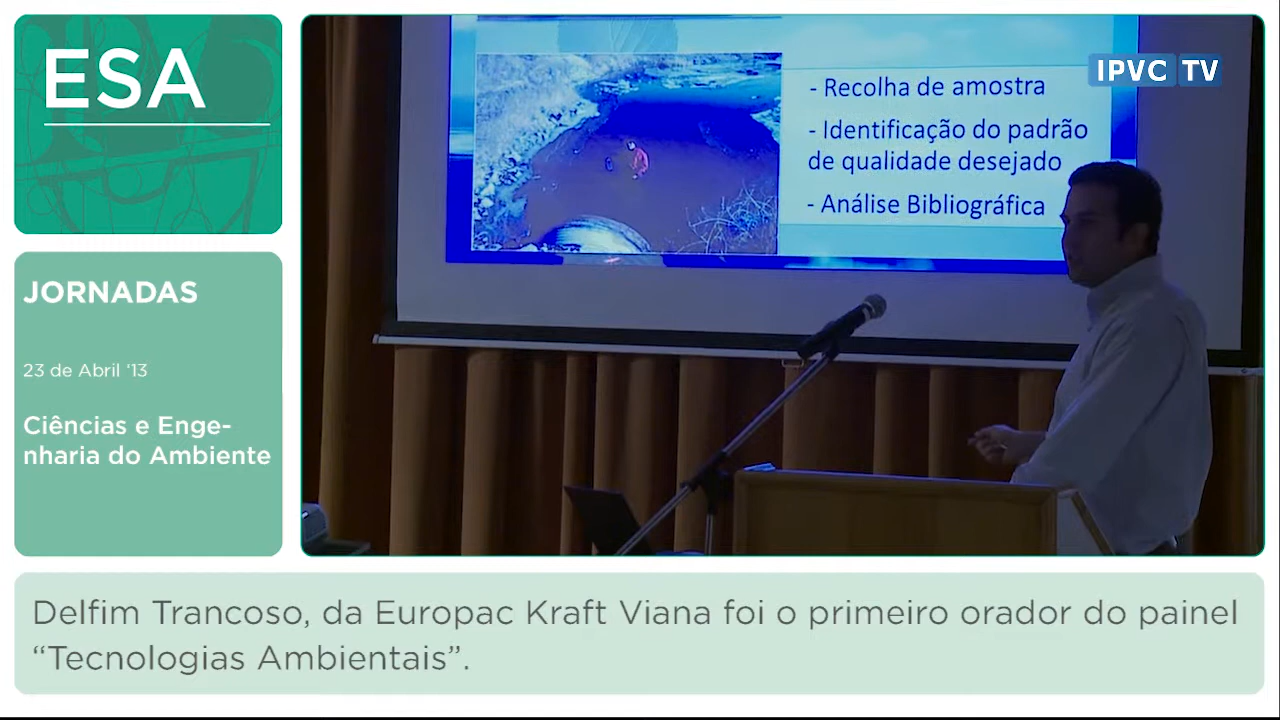 ESA
JORNADAS
23 de Abril '13
Ciências e Enge-
nharia do Ambiente
IPVC TV
- Recolha de amostra
- Identificação do padrão
de qualidade desejado
- Análise Bibliográfica
Delfim Trancoso, da Europac Kraft Viana foi o primeiro orador do painel
“Tecnologias Ambientais”.